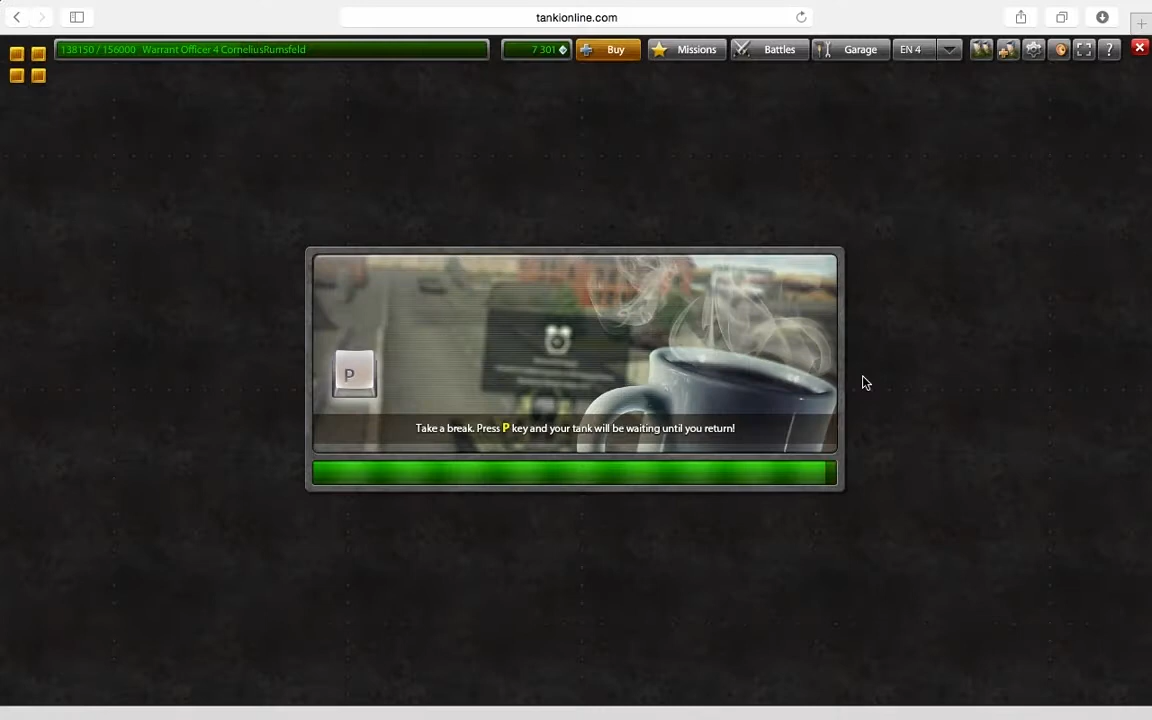 tankionline.com
138150 / 156000 Warrant Officer 4 CorneliusRumsfeld
7 301
Buy
Missions
Battles
Garage
EN 4
?
P
Take a break. Press P key and your tank will be waiting until you return!